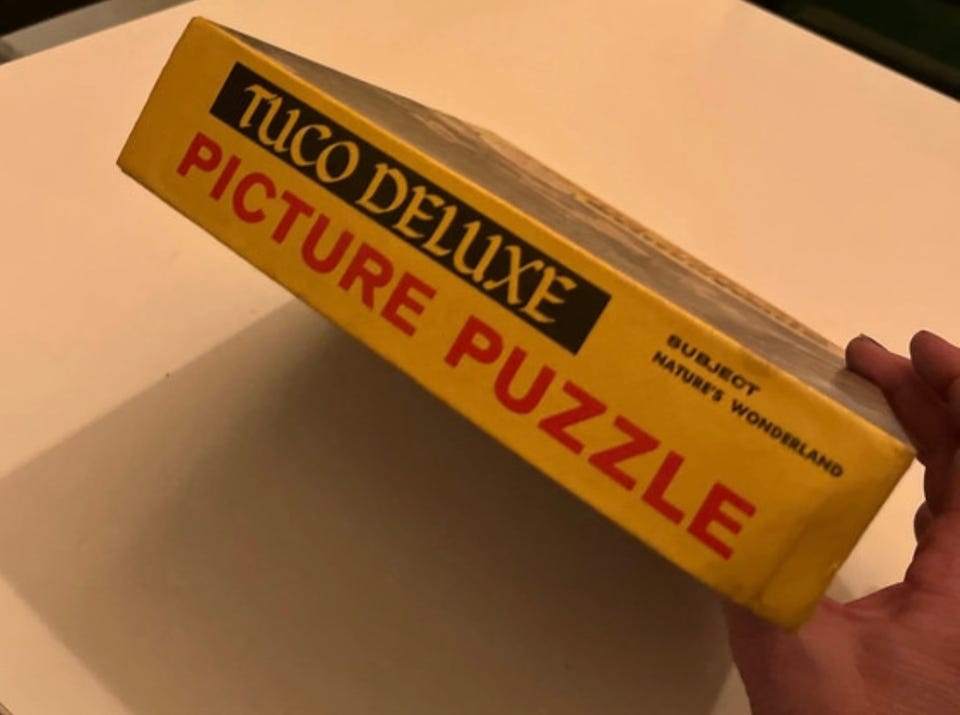 TUCO DELUXE
PICTURE PUZZLE
SUBJECT
NATURE'S WONDERLAND